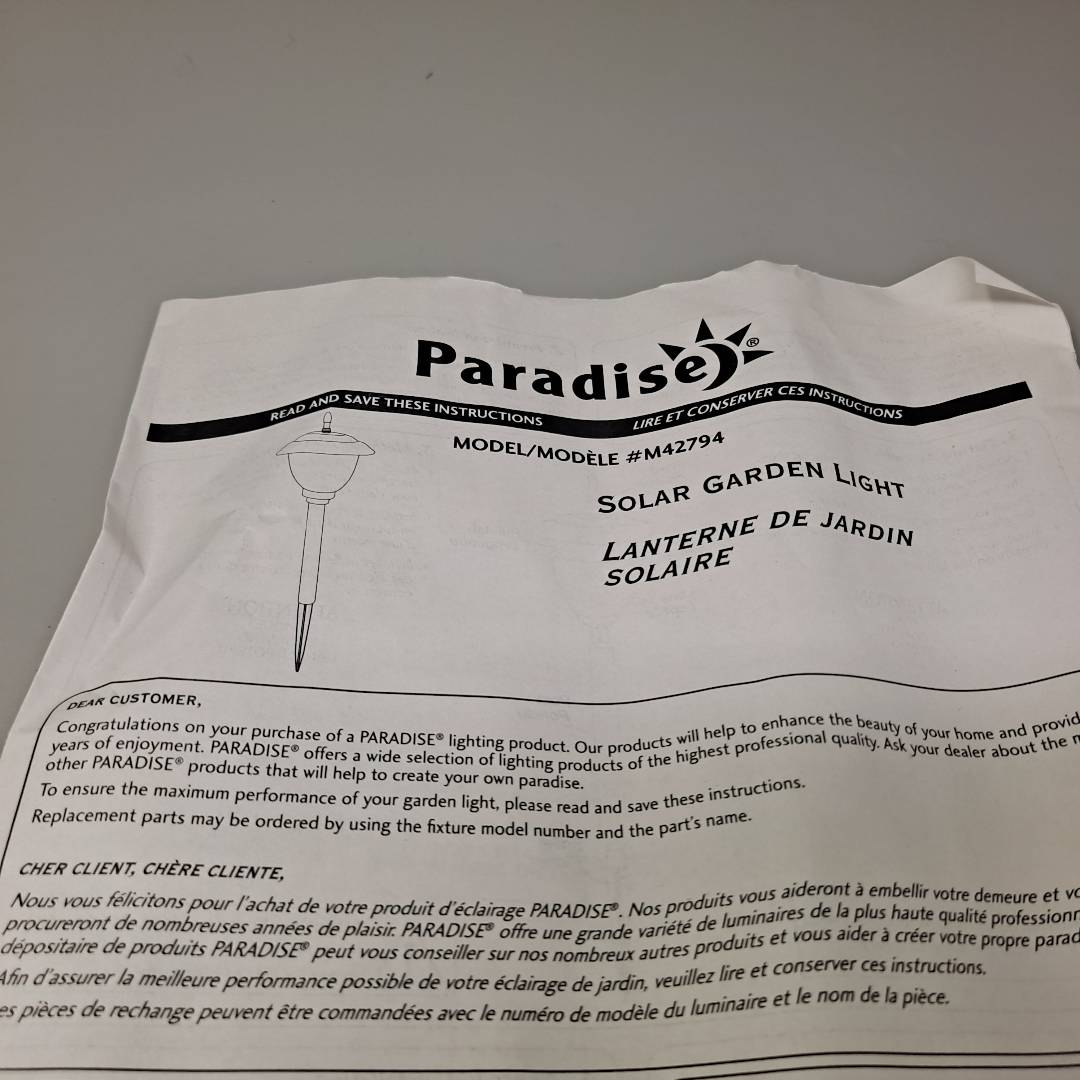 Paradise®
READ AND SAVE THESE INSTRUCTIONS LIRE ET CONSERVER CES INSTRUCTIONS
MODEL/MODÈLE #M42794
SOLAR GARDEN LIGHT
LANTERNE DE JARDIN
SOLAIRE
DEAR CUSTOMER,
Congratulations on your purchase of a PARADISE® lighting product. Our products will help to enhance the beauty of your home and provid
years of enjoyment. PARADISE® offers a wide selection of lighting products of the highest professional quality. Ask your dealer about the
other PARADISE® products that will help to create your own paradise.
To ensure the maximum performance of your garden light, please read and save these instructions.
Replacement parts may be ordered by using the fixture model number and the part's name.
CHER CLIENT, CHÈRE CLIENTE,
Nous vous félicitons pour l'achat de votre produit d'éclairage PARADISE®. Nos produits vous aideront à embellir votre demeure et vo
procureront de nombreuses années de plaisir. PARADISE® offre une grande variété de luminaires de la plus haute qualité professionn
dépositaire de produits PARADISE® peut vous conseiller sur nos nombreux autres produits et vous aider à créer votre propre parad
Afin d'assurer la meilleure performance possible de votre éclairage de jardin, veuillez lire et conserver ces instructions.
es pièces de rechange peuvent être commandées avec le numéro de modèle du luminaire et le nom de la pièce.